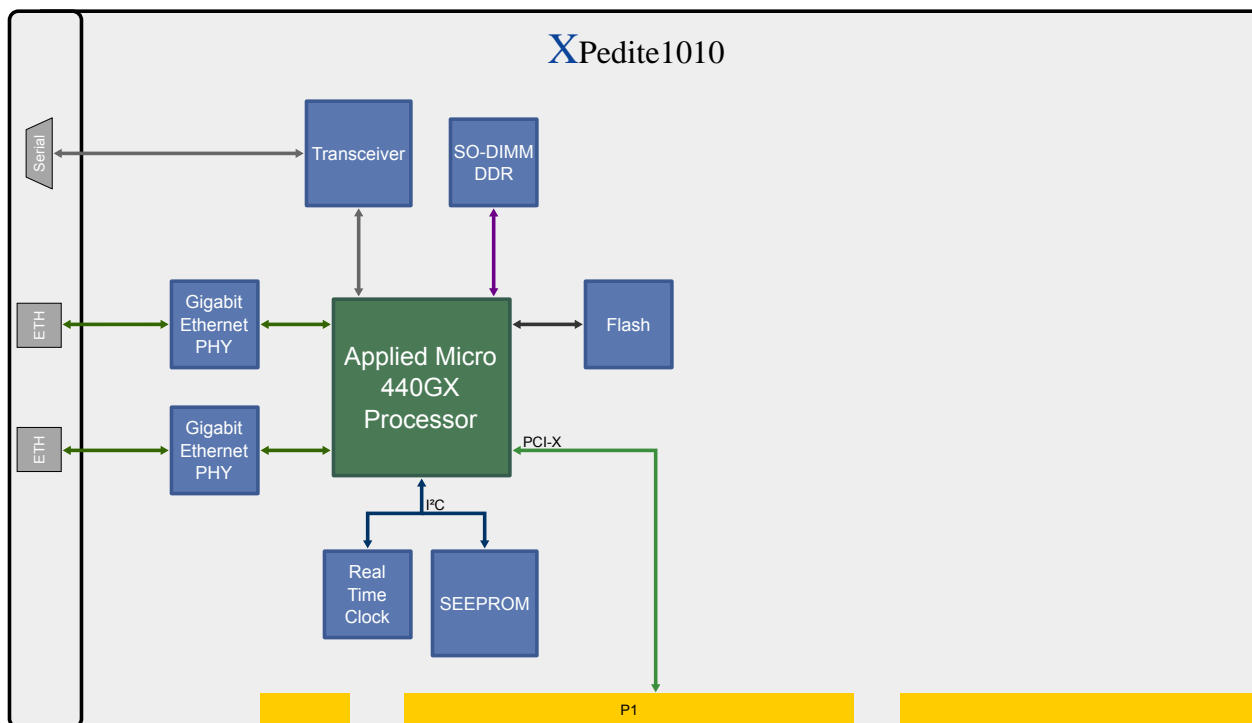 XPedite1010
Serial
Transceiver
SO-DIMM
DDR
ETH
Gigabit
Ethernet
PHY
Applied Micro
440GX
Processor
Flash
ETH
Gigabit
Ethernet
PHY
PCI-X
I²C
Real
Time
Clock
SEEPROM
P1